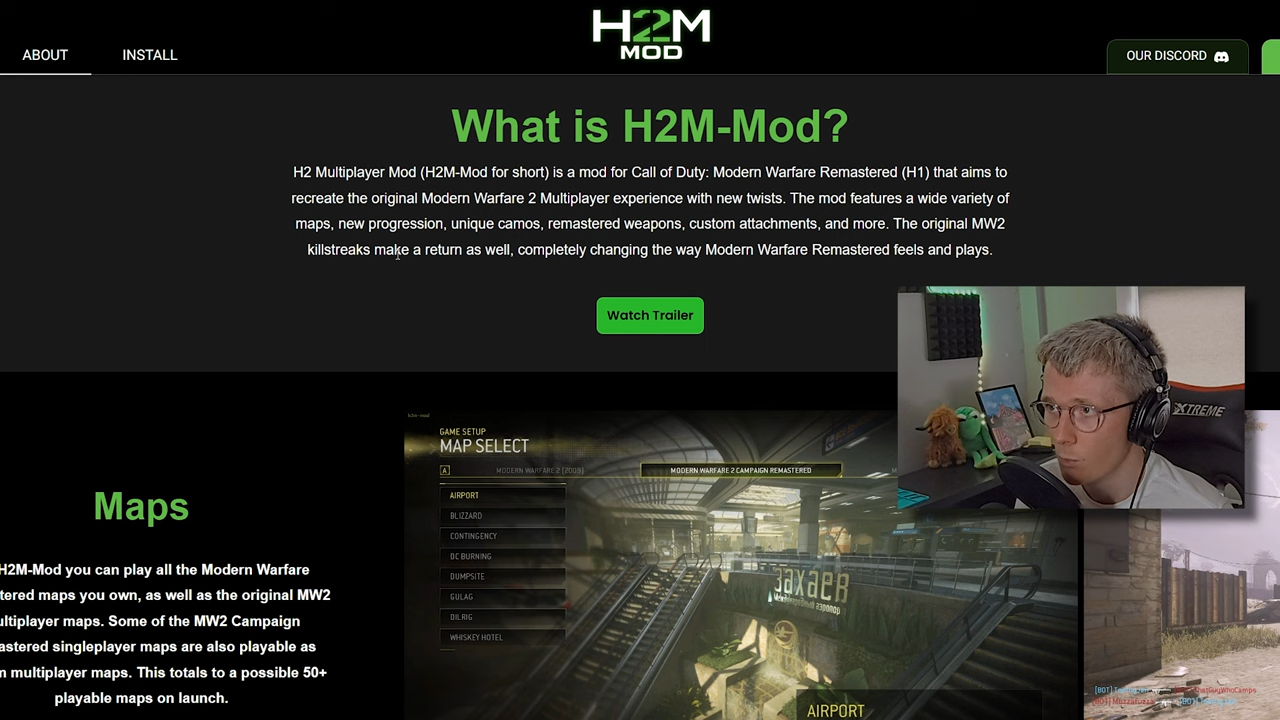 H2M
MOD
ABOUT
INSTALL
OUR DISCORD
What is H2M-Mod?
H2 Multiplayer Mod (H2M-Mod for short) is a mod for Call of Duty: Modern Warfare Remastered (H1) that aims to
recreate the original Modern Warfare 2 Multiplayer experience with new twists. The mod features a wide variety of
maps, new progression, unique camos, remastered weapons, custom attachments, and more. The original MW2
killstreaks make a return as well, completely changing the way Modern Warfare Remastered feels and plays.
Watch Trailer
XTREME
Maps
H2M-Mod you can play all the Modern Warfare
tered maps you own, as well as the original MW2
ultiplayer maps. Some of the MW2 Campaign
astered singleplayer maps are also playable as
m multiplayer maps. This totals to a possible 50+
playable maps on launch.
h2m-mod
GAME SETUP
MAP SELECT
A
MODERN WARFARE 2 (2009)
MODERN WARFARE 2 CAMPAIGN REMASTERED
M
AIRPORT
BLIZZARD
CONTINGENCY
DC BURNING
DUMPSITE
GULAG
OILRIG
WHISKEY HOTEL
ЗАХАЕВ
AIRPORT